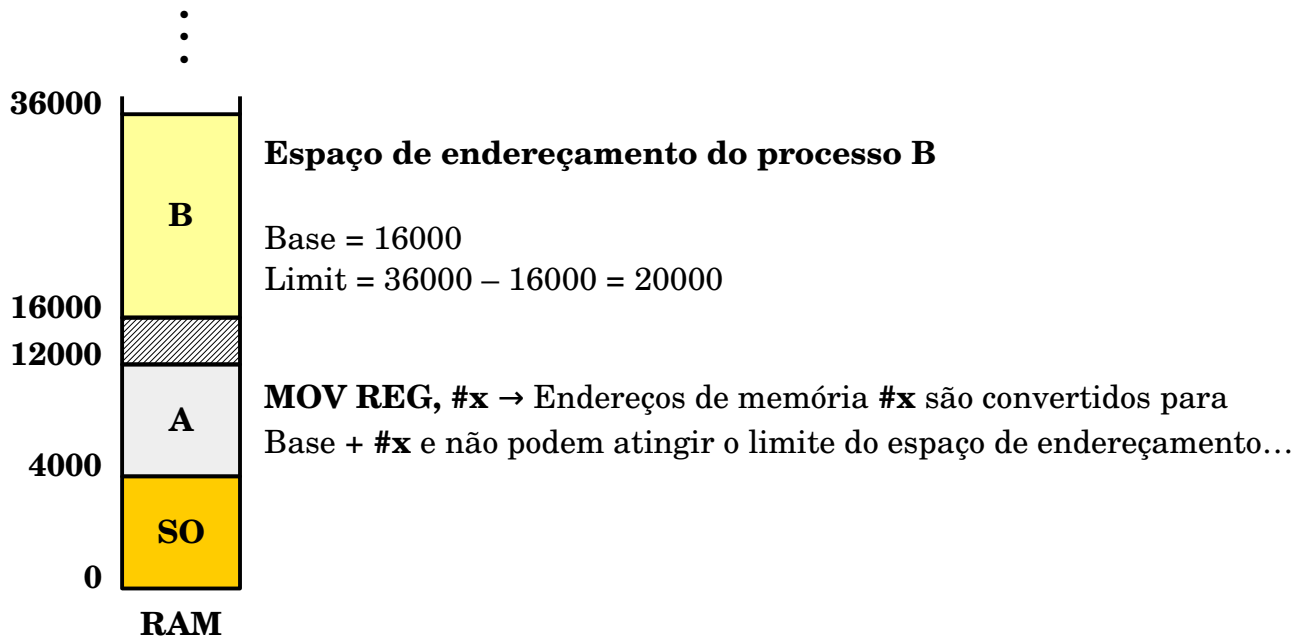 36000
Espaço de endereçamento do processo B
B
Base = 16000
Limit = 36000 – 16000 = 20000
16000
12000
MOV REG, #x → Endereços de memória #x são convertidos para
A
Base + #x e não podem atingir o limite do espaço de endereçamento…
4000
SO
0
RAM